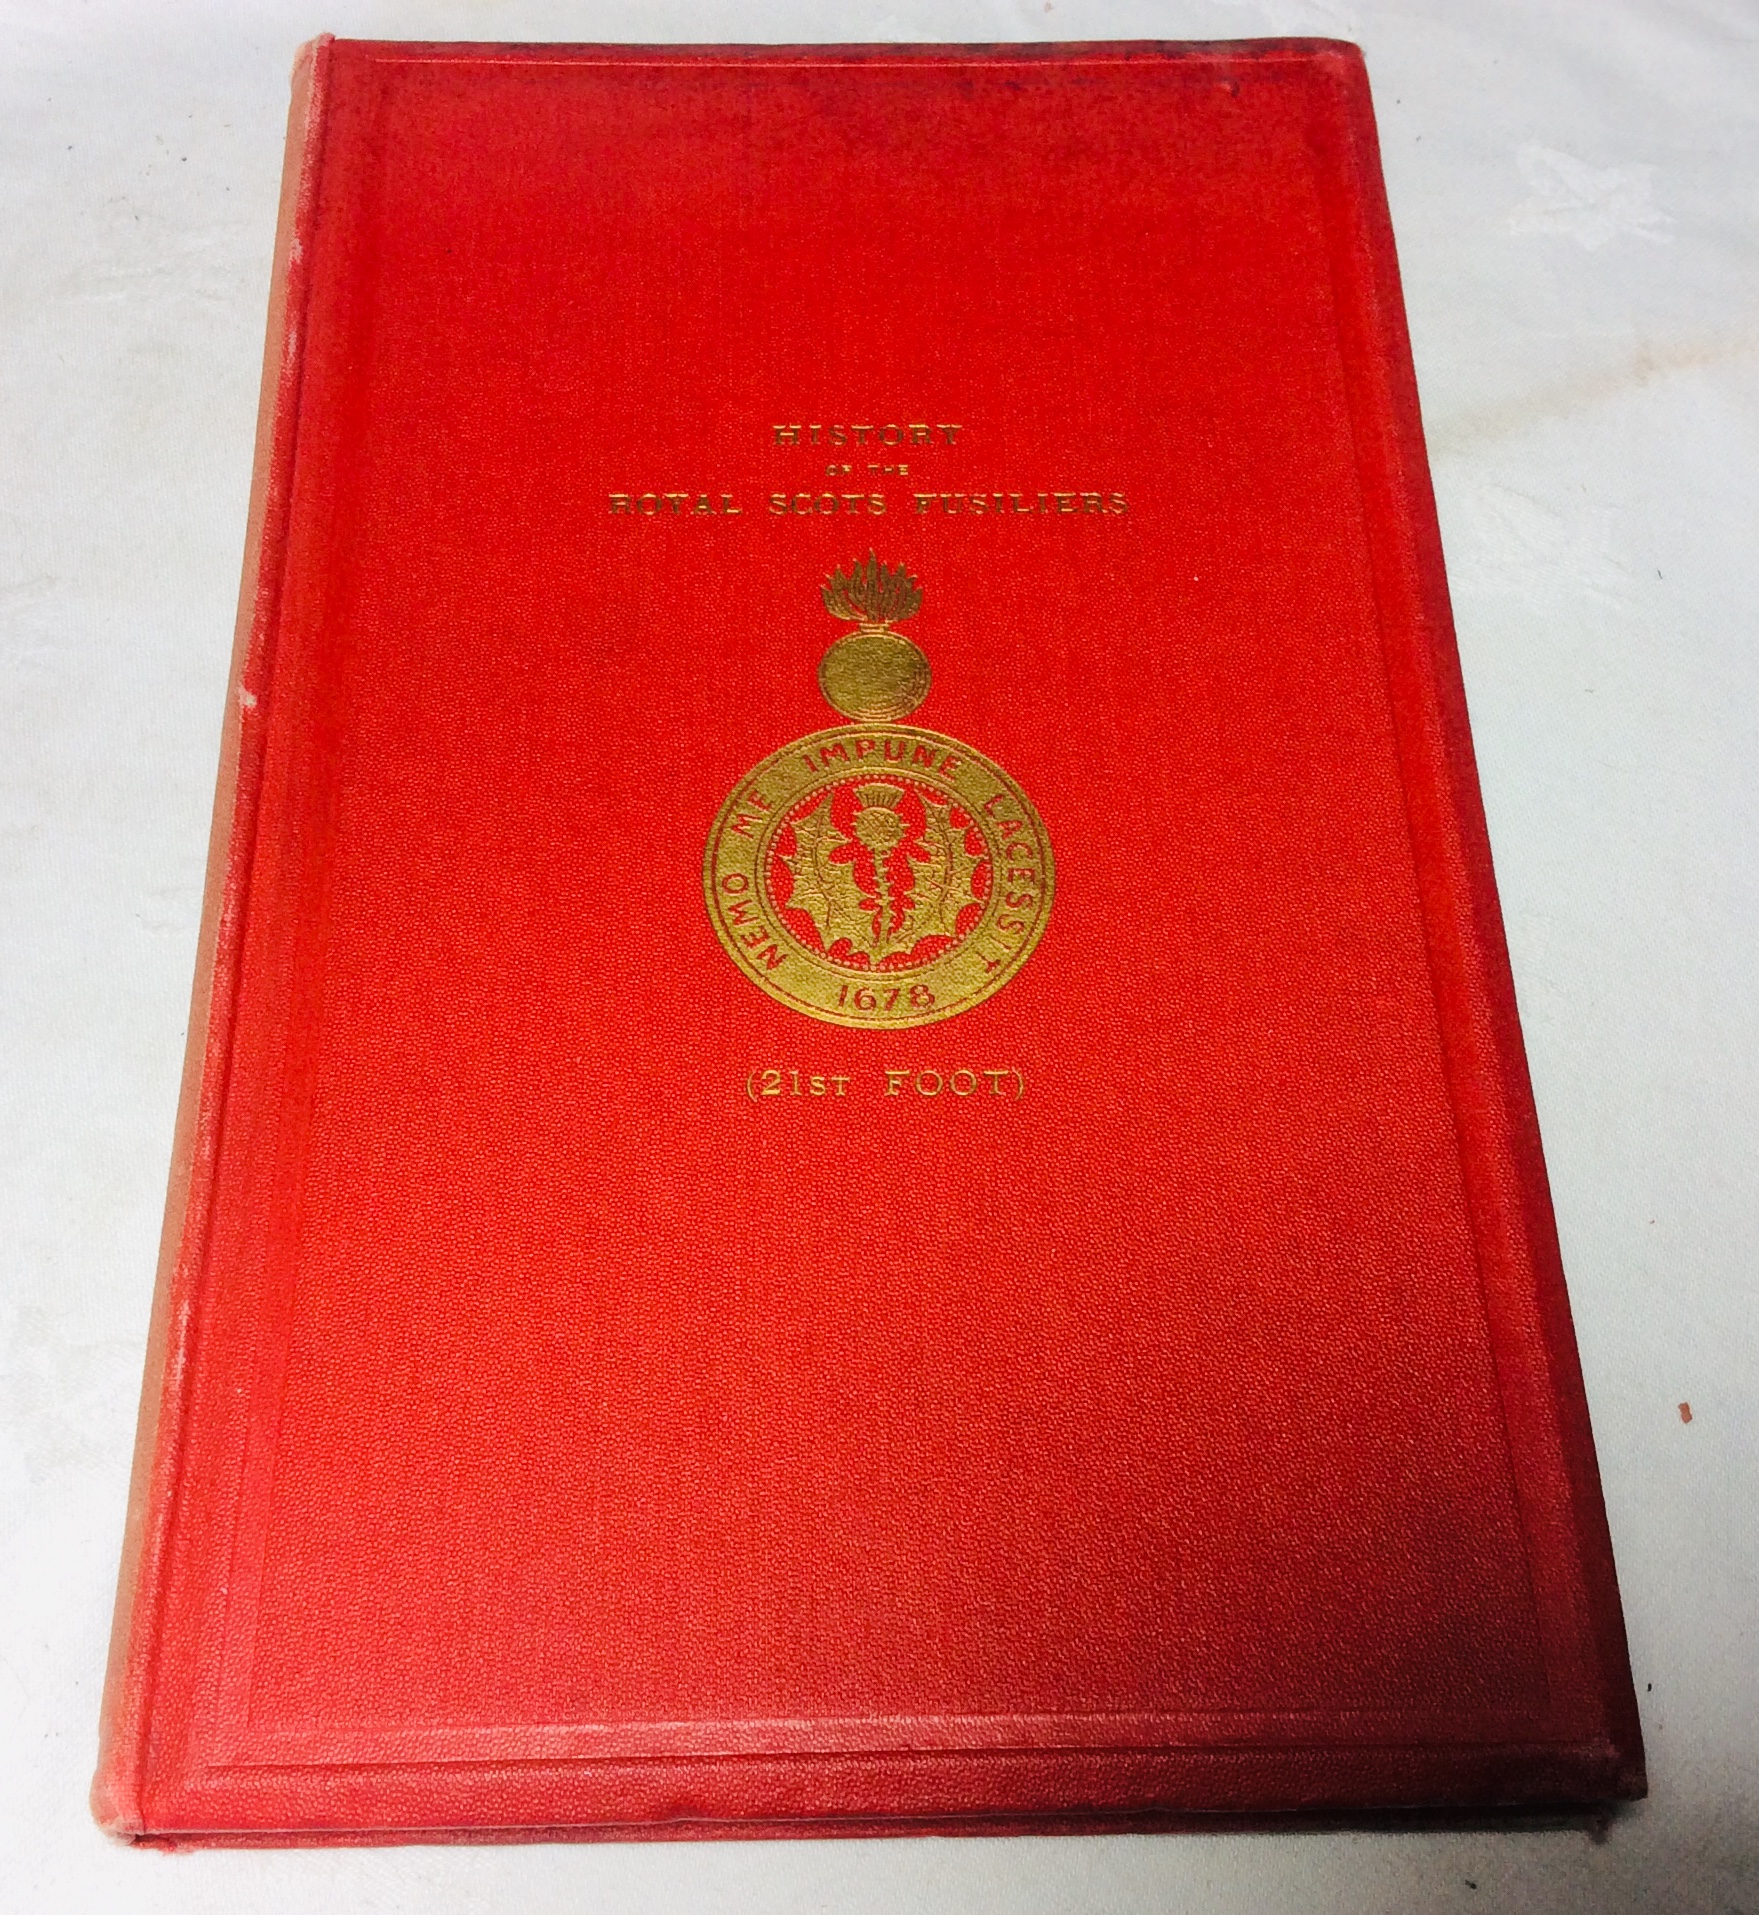 HISTORY
OF THE
ROYAL SCOTS FUSILIERS
NEMO ME IMPUNE LACESSIT
1678
(21ST FOOT)